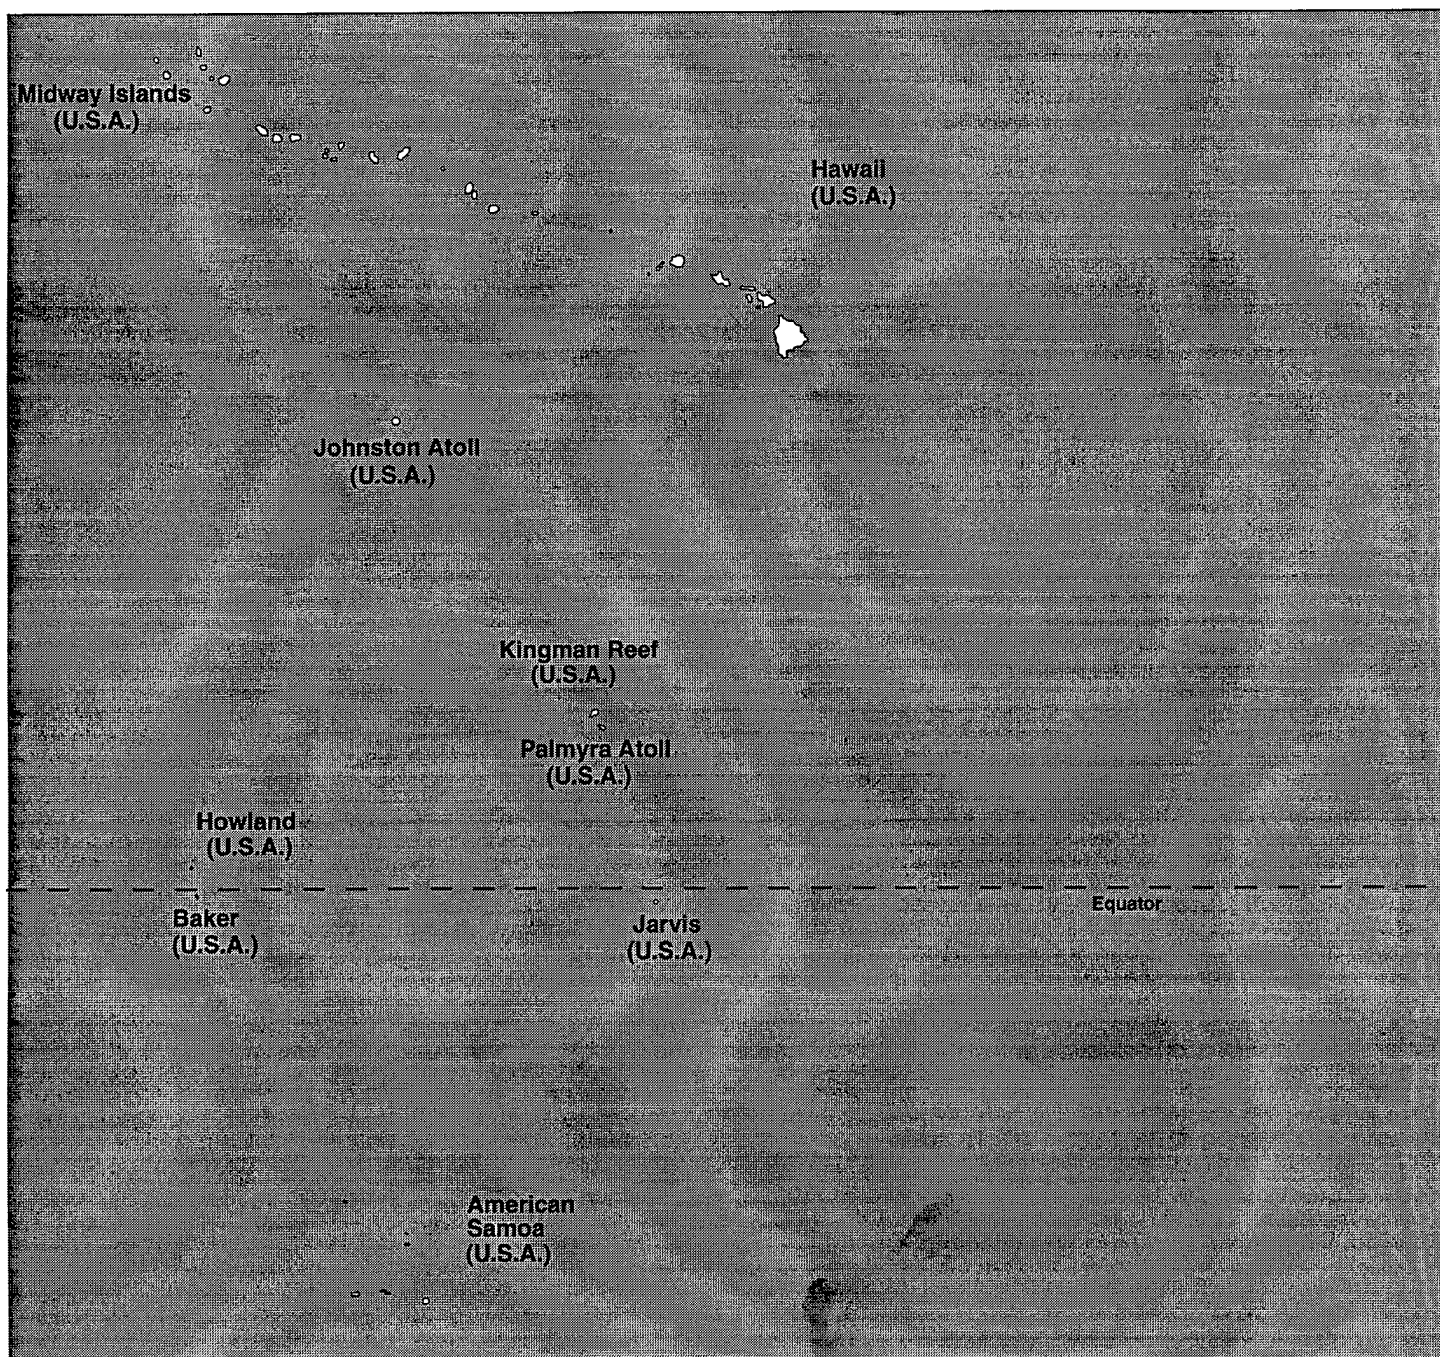 Midway Islands
(U.S.A.)
Hawaii
(U.S.A.)
Johnston Atoll
(U.S.A.)
Kingman Reef
(U.S.A.)
Palmyra Atoll
(U.S.A.)
Howland
(U.S.A.)
Equator
Baker
(U.S.A.)
Jarvis
(U.S.A.)
American
Samoa
(U.S.A.)